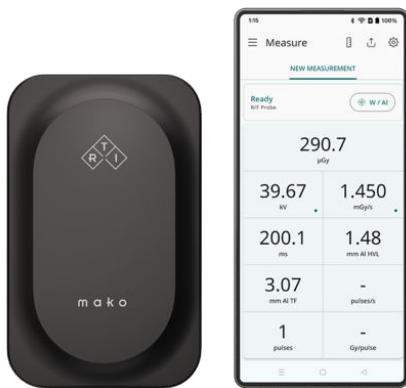 R T I
mako
1:15
100%
Measure
NEW MEASUREMENT
Ready
R/F Probe
W / Al
290.7
µGy
39.67
kV
1.450
mGy/s
200.1
ms
1.48
mm Al HVL
3.07
mm Al TF
-
pulses/s
1
pulses
-
Gy/pulse